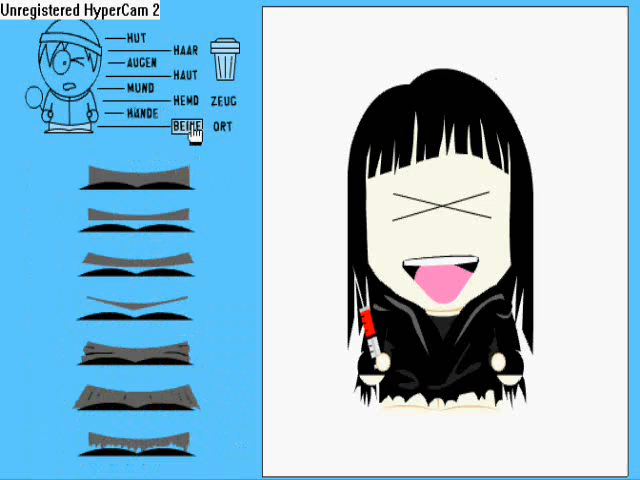 Unregistered HyperCam 2
HUT
HAAR
AUGEN
HAUT
MUND
HEMD
ZEUG
HÄNDE
BEINE
ORT